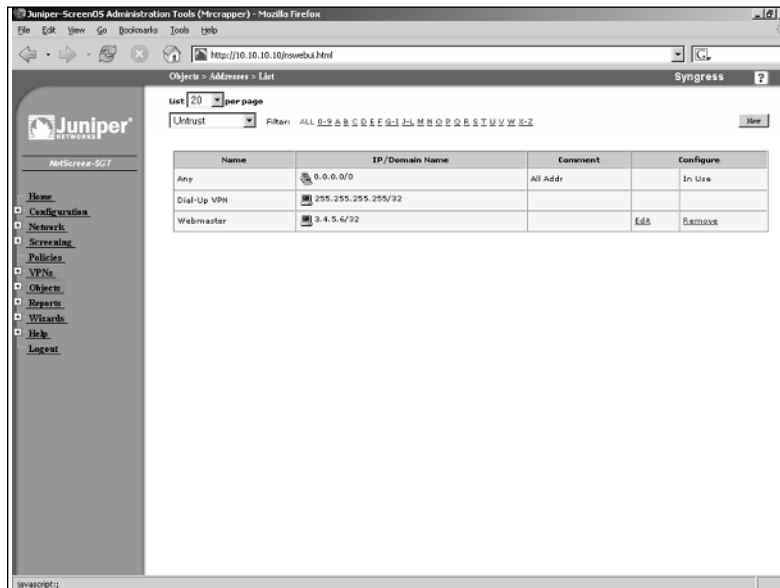 Juniper-ScreenOS Administration Tools (Mrcrapper) - Mozilla Firefox
File Edit View Go Bookmarks Tools Help
http://10.10.10.10/nswebui.html
G.
Objects > Addresses > List
Syngress ?
List 20 per page
Untrust Filter: ALL 0-9 A B C D E F G-I J-L M N O P Q R S T U V W X-Z New
Juniper
NETWORKS
NetScreen-5GT
Name IP/Domain Name Comment Configure
Any 0.0.0.0/0 All Addr In Use
Dial-Up VPN 255.255.255.255/32
Webmaster 3.4.5.6/32 Edit Remove
Home
Configuration
Network
Screening
Policies
VPNs
Objects
Reports
Wizards
Help
Logout
javascript:;